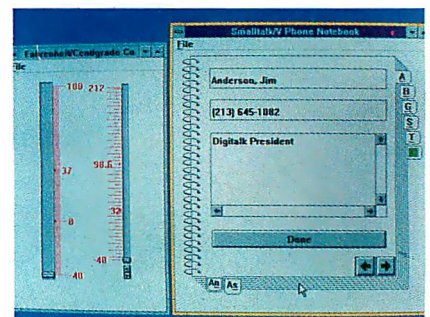 Fahrenheit/Centigrade Co
File
100 212
37 98.6
0 32
-40 -40
Smalltalk/V Phone Notebook
File
Anderson, Jim
(213) 645-1082
Digitalk President
Done
A
B
G
S
T
An As